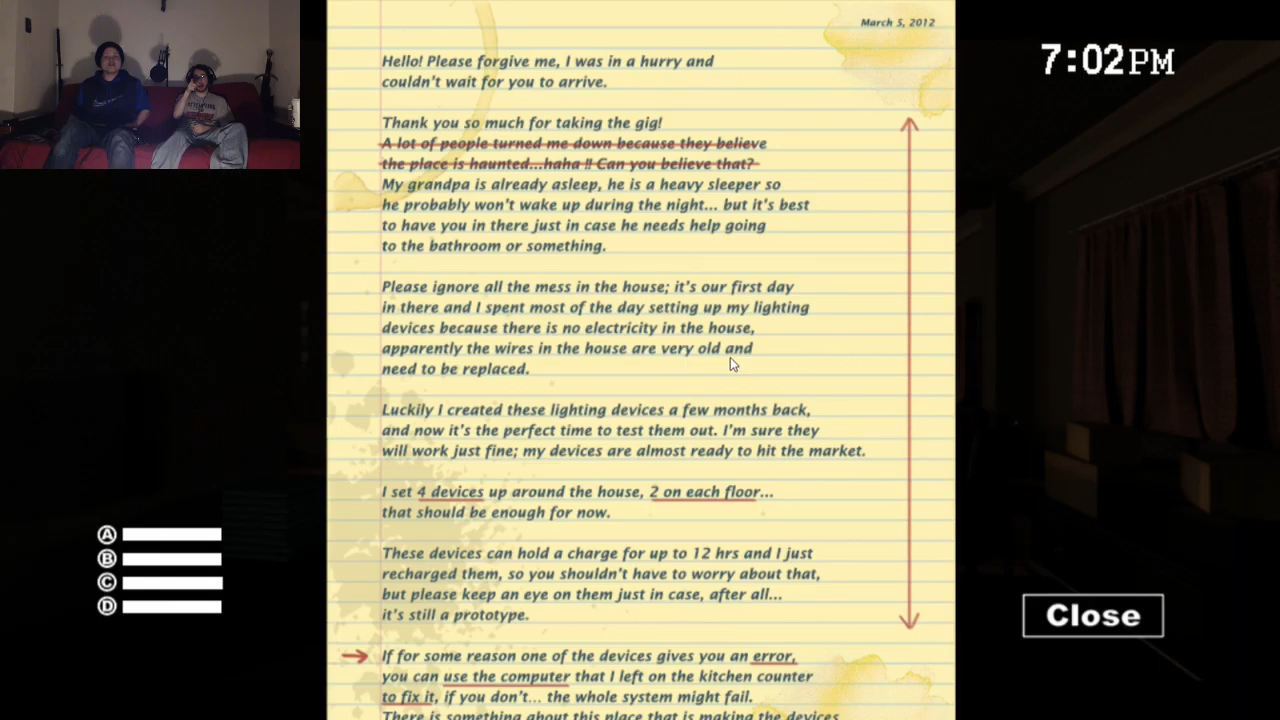 March 5, 2012
7:02PM
Hello! Please forgive me, I was in a hurry and
couldn't wait for you to arrive.
Thank you so much for taking the gig!
A lot of people turned me down because they believe
the place is haunted...haha !! Can you believe that?
My grandpa is already asleep, he is a heavy sleeper so
he probably won't wake up during the night... but it's best
to have you in there just in case he needs help going
to the bathroom or something.
Please ignore all the mess in the house; it's our first day
in there and I spent most of the day setting up my lighting
devices because there is no electricity in the house,
apparently the wires in the house are very old and
need to be replaced.
Luckily I created these lighting devices a few months back,
and now it's the perfect time to test them out. I'm sure they
will work just fine; my devices are almost ready to hit the market.
I set 4 devices up around the house, 2 on each floor...
that should be enough for now.
These devices can hold a charge for up to 12 hrs and I just
recharged them, so you shouldn't have to worry about that,
but please keep an eye on them just in case, after all...
it's still a prototype.
If for some reason one of the devices gives you an error,
you can use the computer that I left on the kitchen counter
to fix it, if you don't... the whole system might fail.
There is something about this place that is making the devices
A
B
C
D
Close